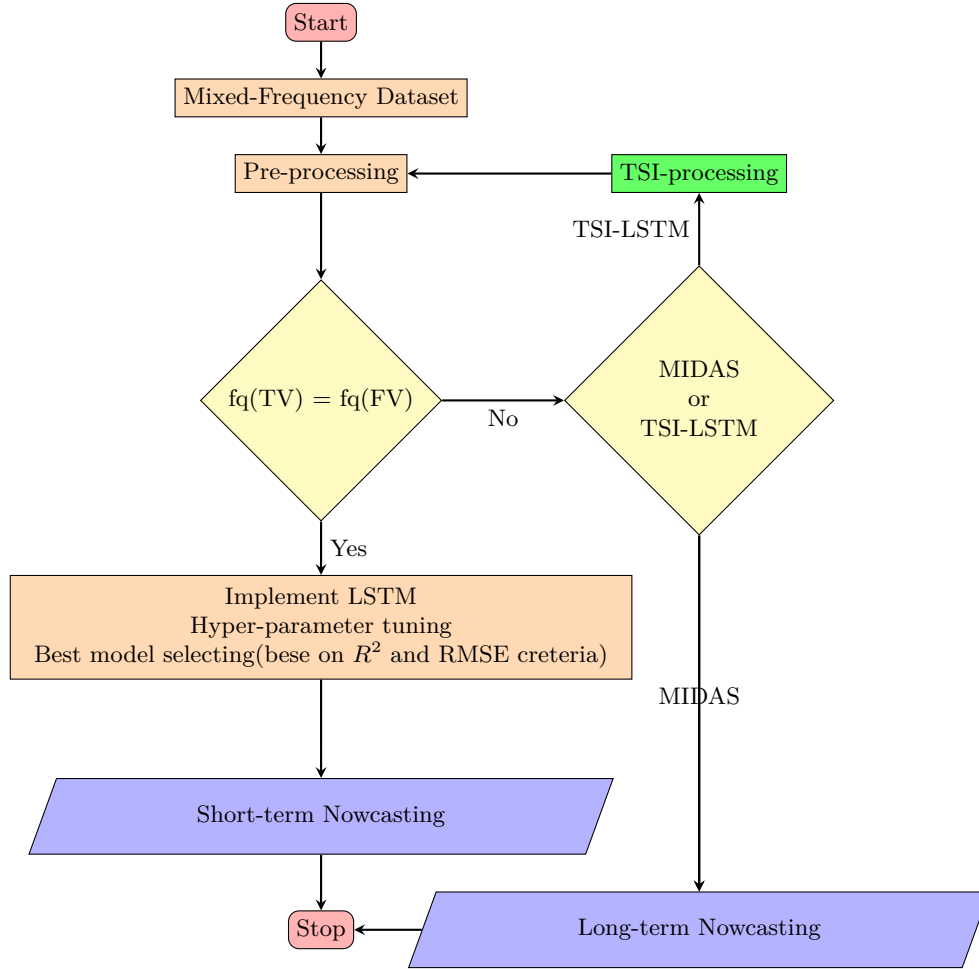 Start
Mixed-Frequency Dataset
Pre-processing
TSI-processing
TSI-LSTM
fq(TV) = fq(FV)
No
MIDAS
or
TSI-LSTM
Yes
Implement LSTM
Hyper-parameter tuning
Best model selecting(bese on R² and RMSE creteria)
MIDAS
Short-term Nowcasting
Stop
Long-term Nowcasting